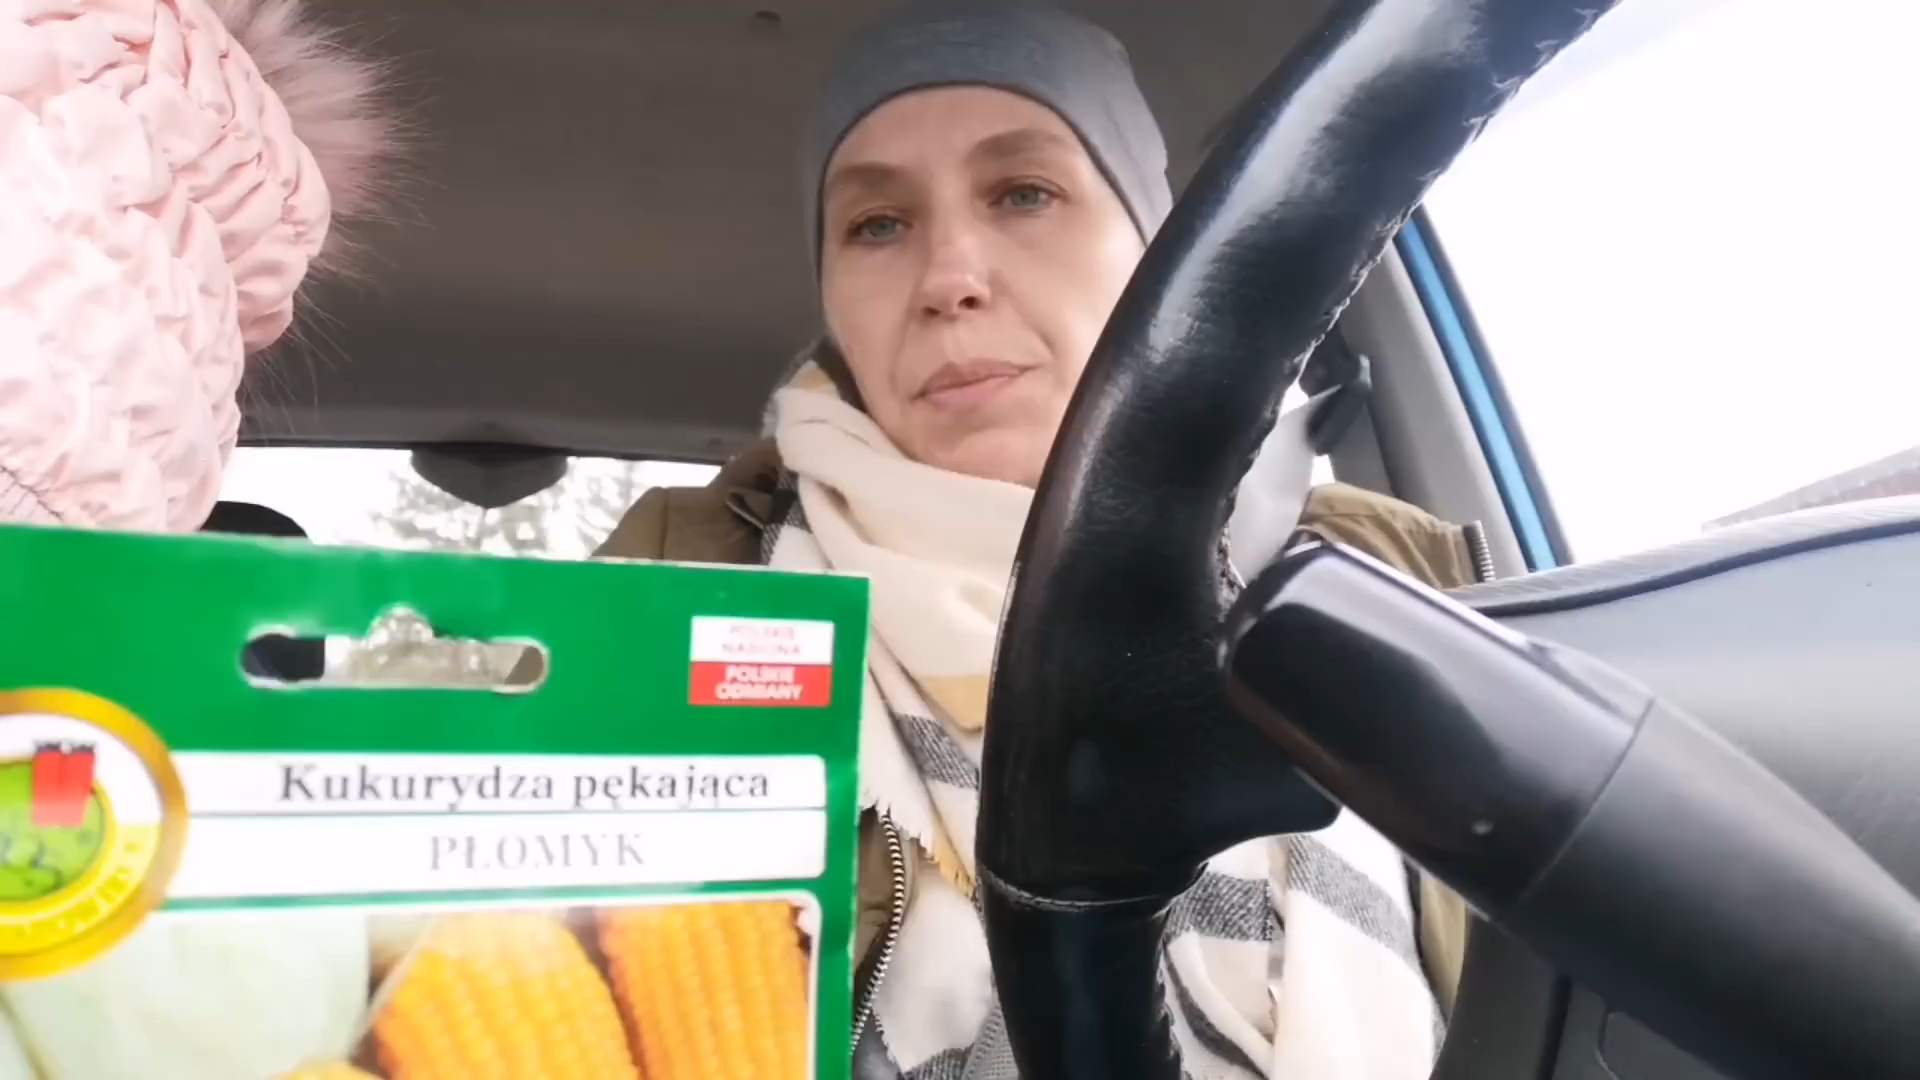 POLSKIE
NASIONA
POLSKIE
ODMIANY
Kukurydza pękająca
PŁOMYK